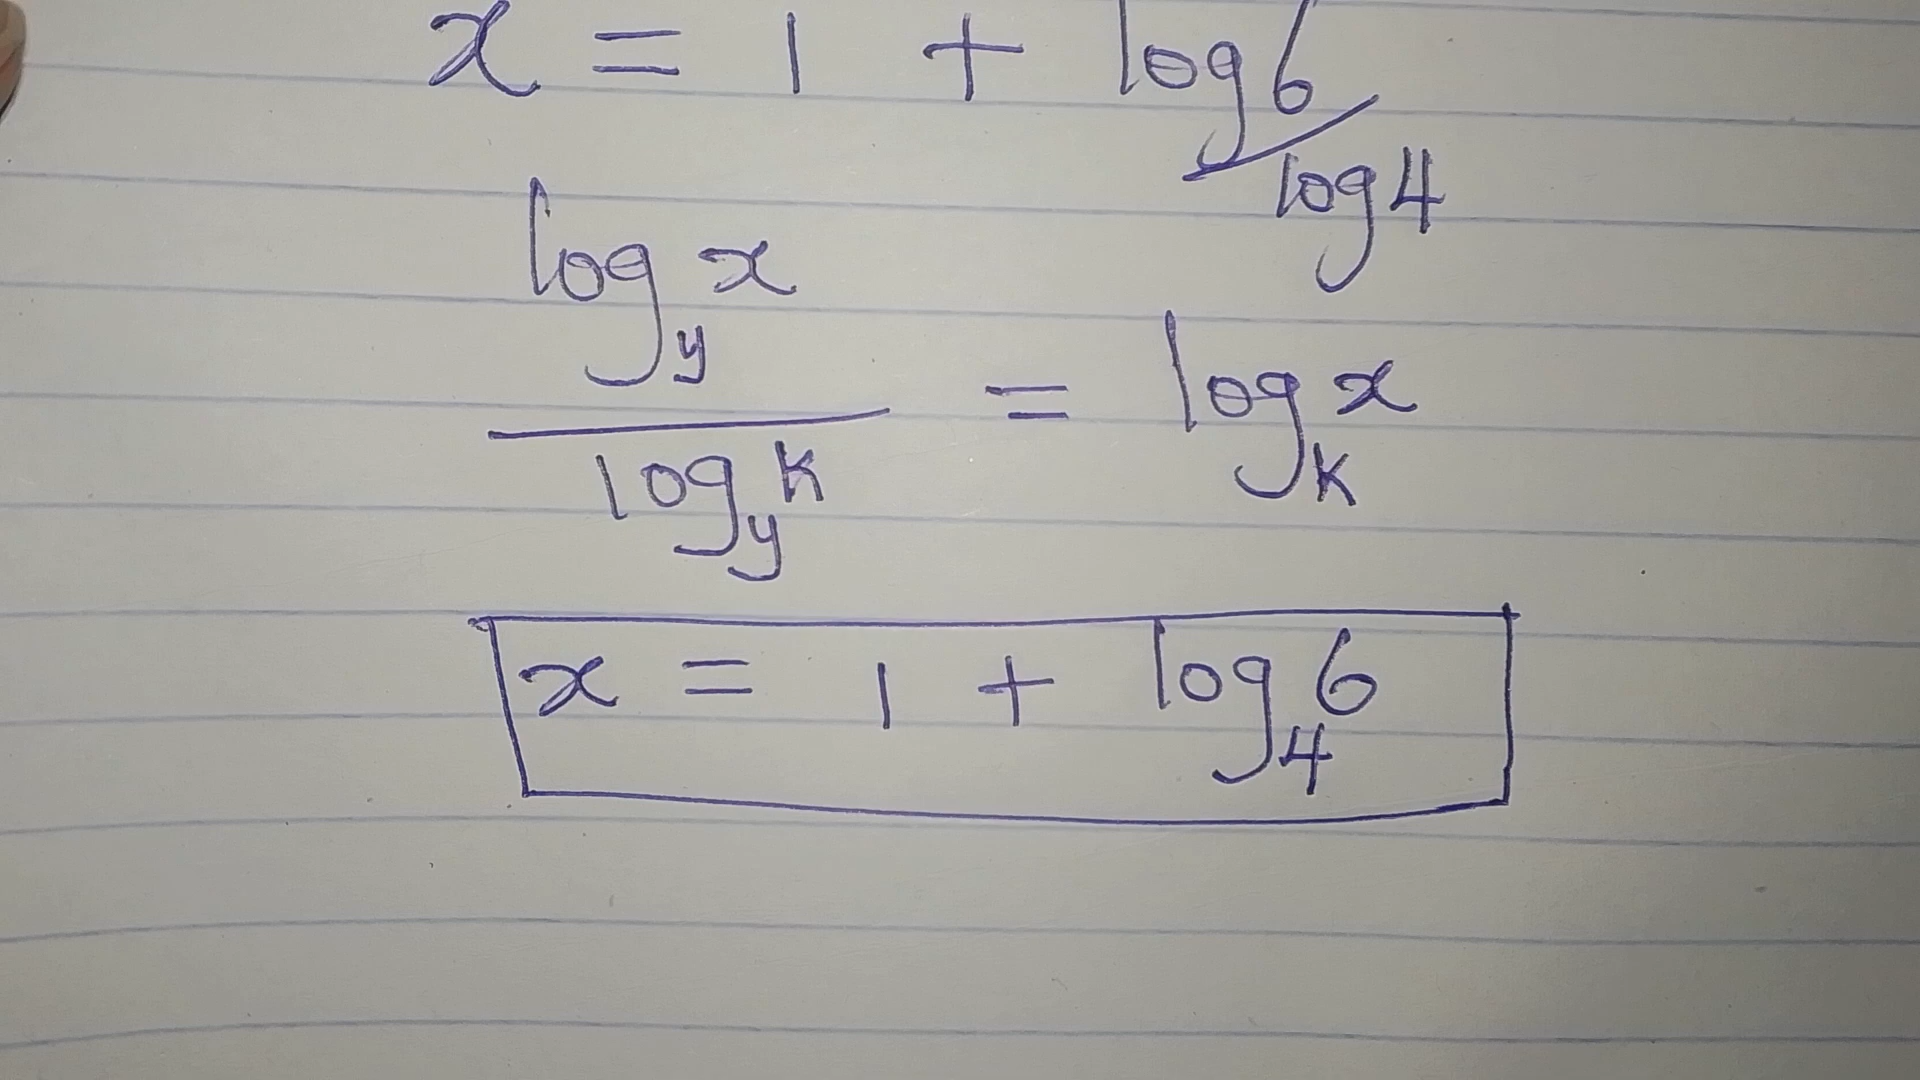 x = 1 + log6/log4
log_y x / log_y k = log_k x
x = 1 + log_4 6